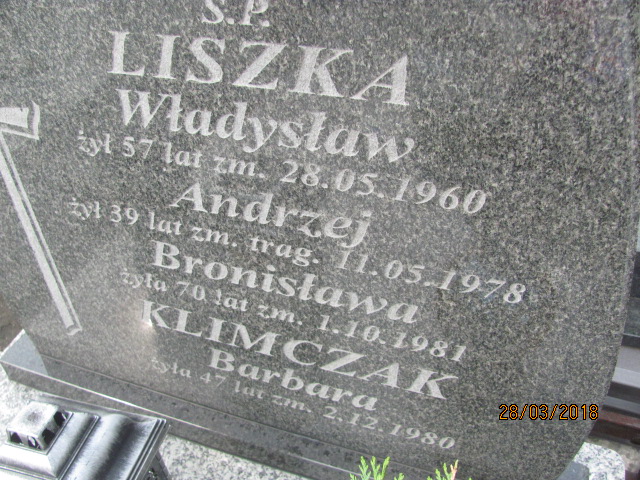 Ś.P.
LISZKA
Władysław
żył 57 lat zm. 28.05.1960
Andrzej
żył 39 lat zm. trag. 11.05.1978
Bronisława
żyła 70 lat zm. 1.10.1981
KLIMCZAK
Barbara
żyła 47 lat zm. 2.12.1980
28/03/2018